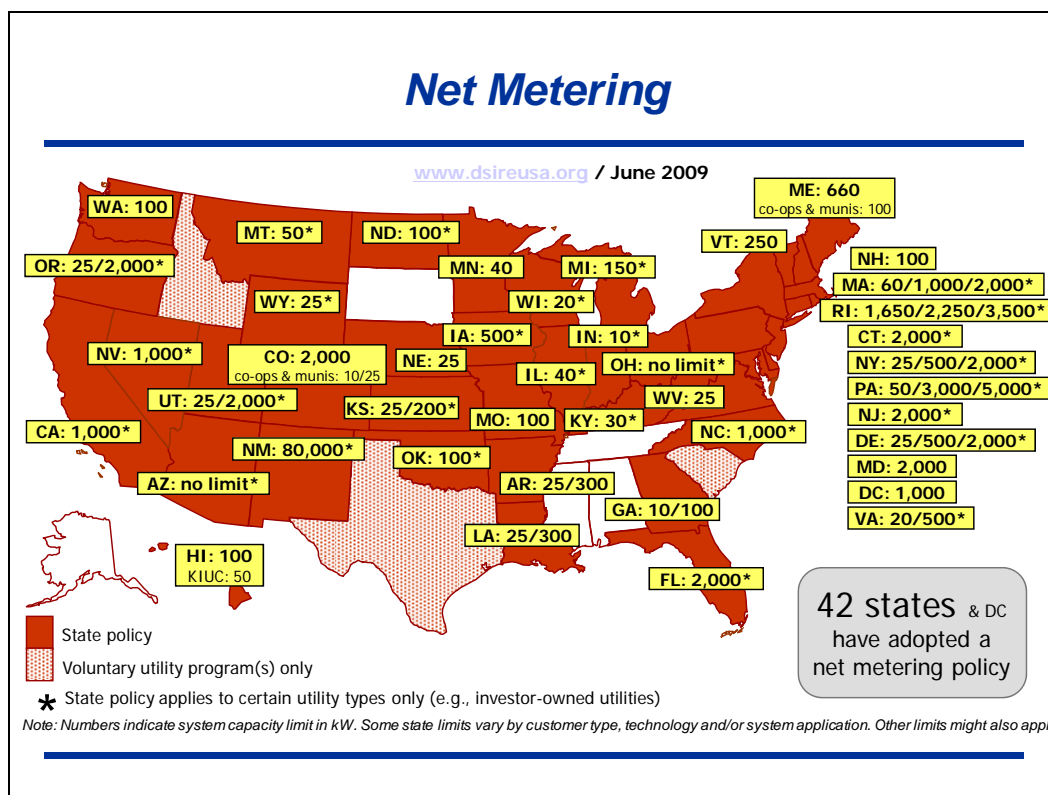 Net Metering
www.dsireusa.org / June 2009
ME: 660
co-ops & munis: 100
WA: 100
MT: 50*
ND: 100*
VT: 250
NH: 100
OR: 25/2,000*
MN: 40
MI: 150*
MA: 60/1,000/2,000*
WY: 25*
WI: 20*
RI: 1,650/2,250/3,500*
IA: 500*
IN: 10*
CT: 2,000*
NV: 1,000*
CO: 2,000
co-ops & munis: 10/25
NE: 25
OH: no limit*
NY: 25/500/2,000*
IL: 40*
PA: 50/3,000/5,000*
UT: 25/2,000*
KS: 25/200*
WV: 25
MO: 100
KY: 30*
NJ: 2,000*
CA: 1,000*
NC: 1,000*
DE: 25/500/2,000*
NM: 80,000*
OK: 100*
MD: 2,000
AZ: no limit*
AR: 25/300
DC: 1,000
GA: 10/100
VA: 20/500*
LA: 25/300
HI: 100
KIUC: 50
FL: 2,000*
42 states & DC
have adopted a
net metering policy
State policy
Voluntary utility program(s) only
* State policy applies to certain utility types only (e.g., investor-owned utilities)
Note: Numbers indicate system capacity limit in kW. Some state limits vary by customer type, technology and/or system application. Other limits might also appl